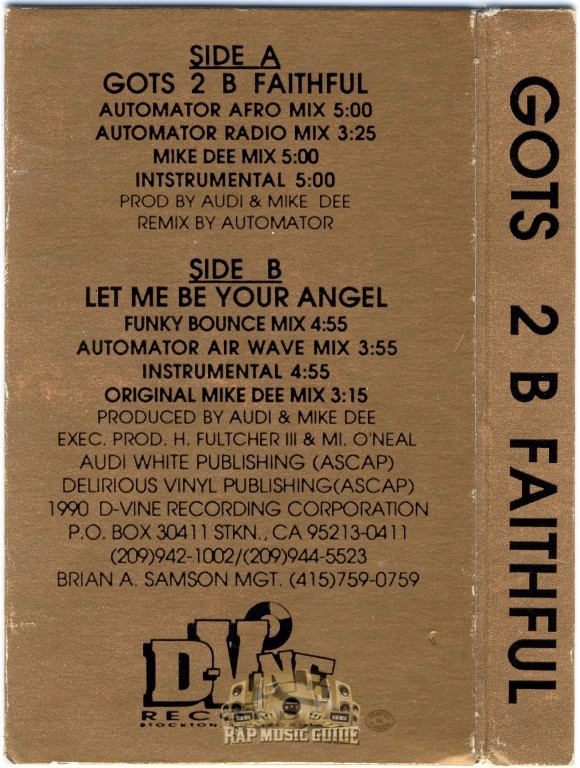 SIDE A
GOTS 2 B FAITHFUL
AUTOMATOR AFRO MIX 5:00
AUTOMATOR RADIO MIX 3:25
MIKE DEE MIX 5:00
INTSTRUMENTAL 5:00
PROD BY AUDI & MIKE DEE
REMIX BY AUTOMATOR
SIDE B
LET ME BE YOUR ANGEL
FUNKY BOUNCE MIX 4:55
AUTOMATOR AIR WAVE MIX 3:55
INSTRUMENTAL 4:55
ORIGINAL MIKE DEE MIX 3:15
PRODUCED BY AUDI & MIKE DEE
EXEC. PROD. H. FULTCHER III & MI. O'NEAL
AUDI WHITE PUBLISHING (ASCAP)
DELIRIOUS VINYL PUBLISHING(ASCAP)
1990 D-VINE RECORDING CORPORATION
P.O. BOX 30411 STKN., CA 95213-0411
(209)942-1002/(209)944-5523
BRIAN A. SAMSON MGT. (415)759-0759
D-VINE
STOCKTON
RAP MUSIC GUIDE
GOTS 2 B FAITHFUL